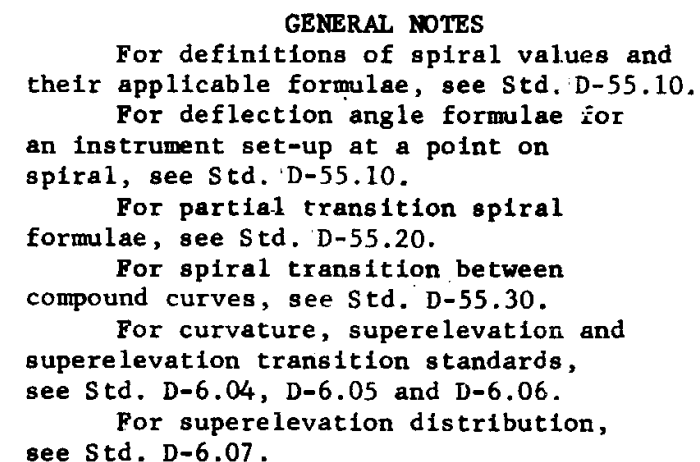 GENERAL NOTES
For definitions of spiral values and
their applicable formulae, see Std. D-55.10.
For deflection angle formulae for
an instrument set-up at a point on
spiral, see Std. D-55.10.
For partial transition spiral
formulae, see Std. D-55.20.
For spiral transition between
compound curves, see Std. D-55.30.
For curvature, superelevation and
superelevation transition standards,
see Std. D-6.04, D-6.05 and D-6.06.
For superelevation distribution,
see Std. D-6.07.